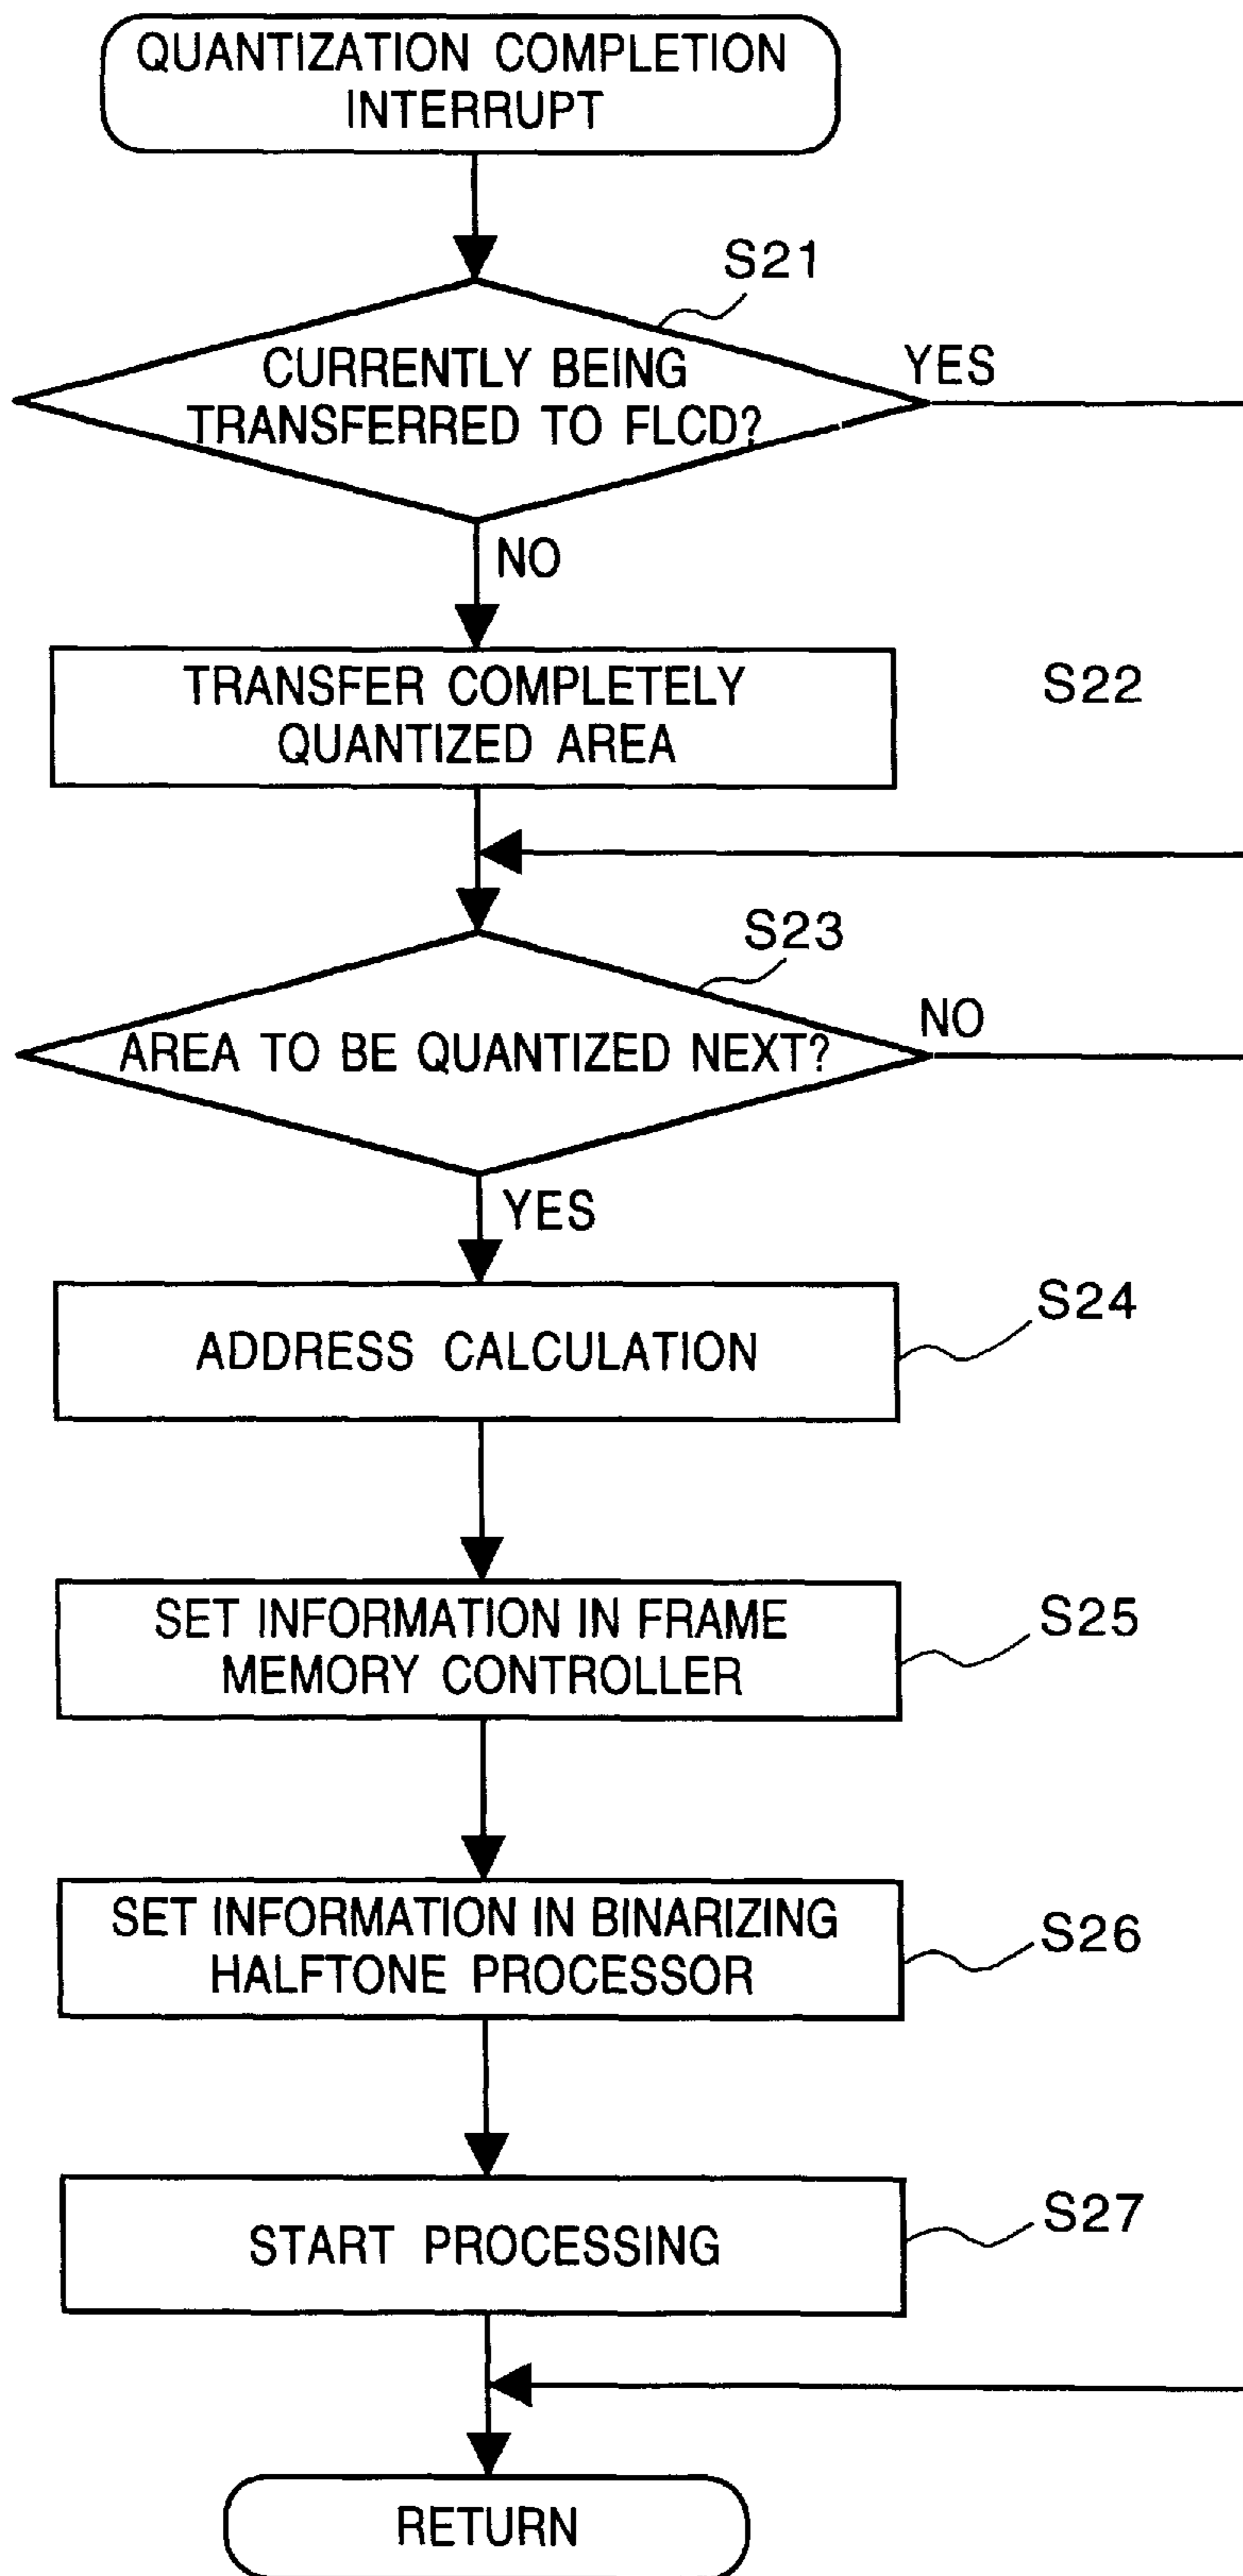 QUANTIZATION COMPLETION
INTERRUPT
S21
CURRENTLY BEING
TRANSFERRED TO FLCD?
YES
NO
TRANSFER COMPLETELY
QUANTIZED AREA
S22
S23
AREA TO BE QUANTIZED NEXT?
NO
YES
ADDRESS CALCULATION
S24
SET INFORMATION IN FRAME
MEMORY CONTROLLER
S25
SET INFORMATION IN BINARIZING
HALFTONE PROCESSOR
S26
START PROCESSING
S27
RETURN